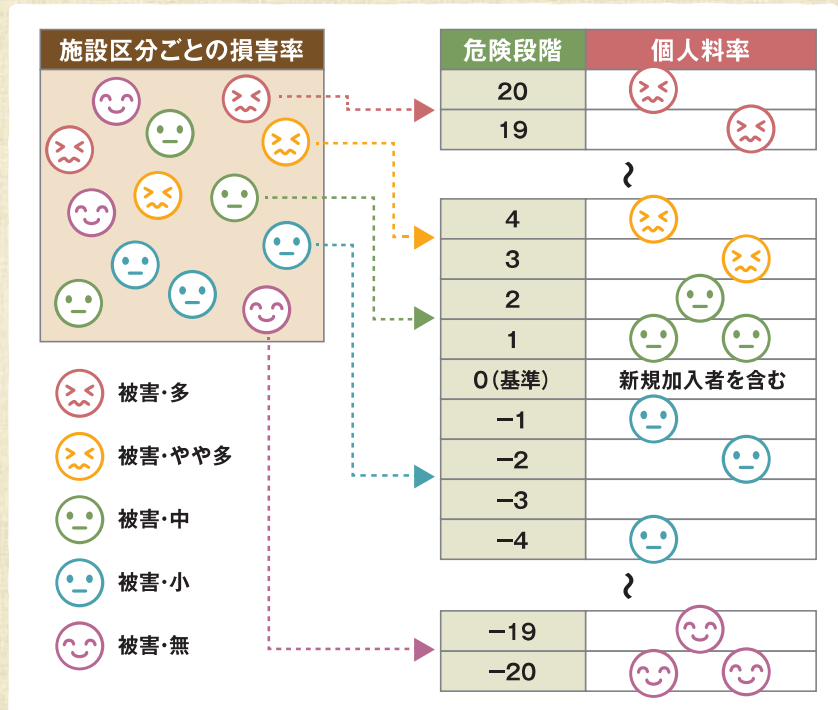 施設区分ごとの損害率
被害・多
被害・やや多
被害・中
被害・小
被害・無
危険段階 個人料率
20
19
〜
4
3
2
1
0(基準) 新規加入者を含む
−1
−2
−3
−4
〜
−19
−20